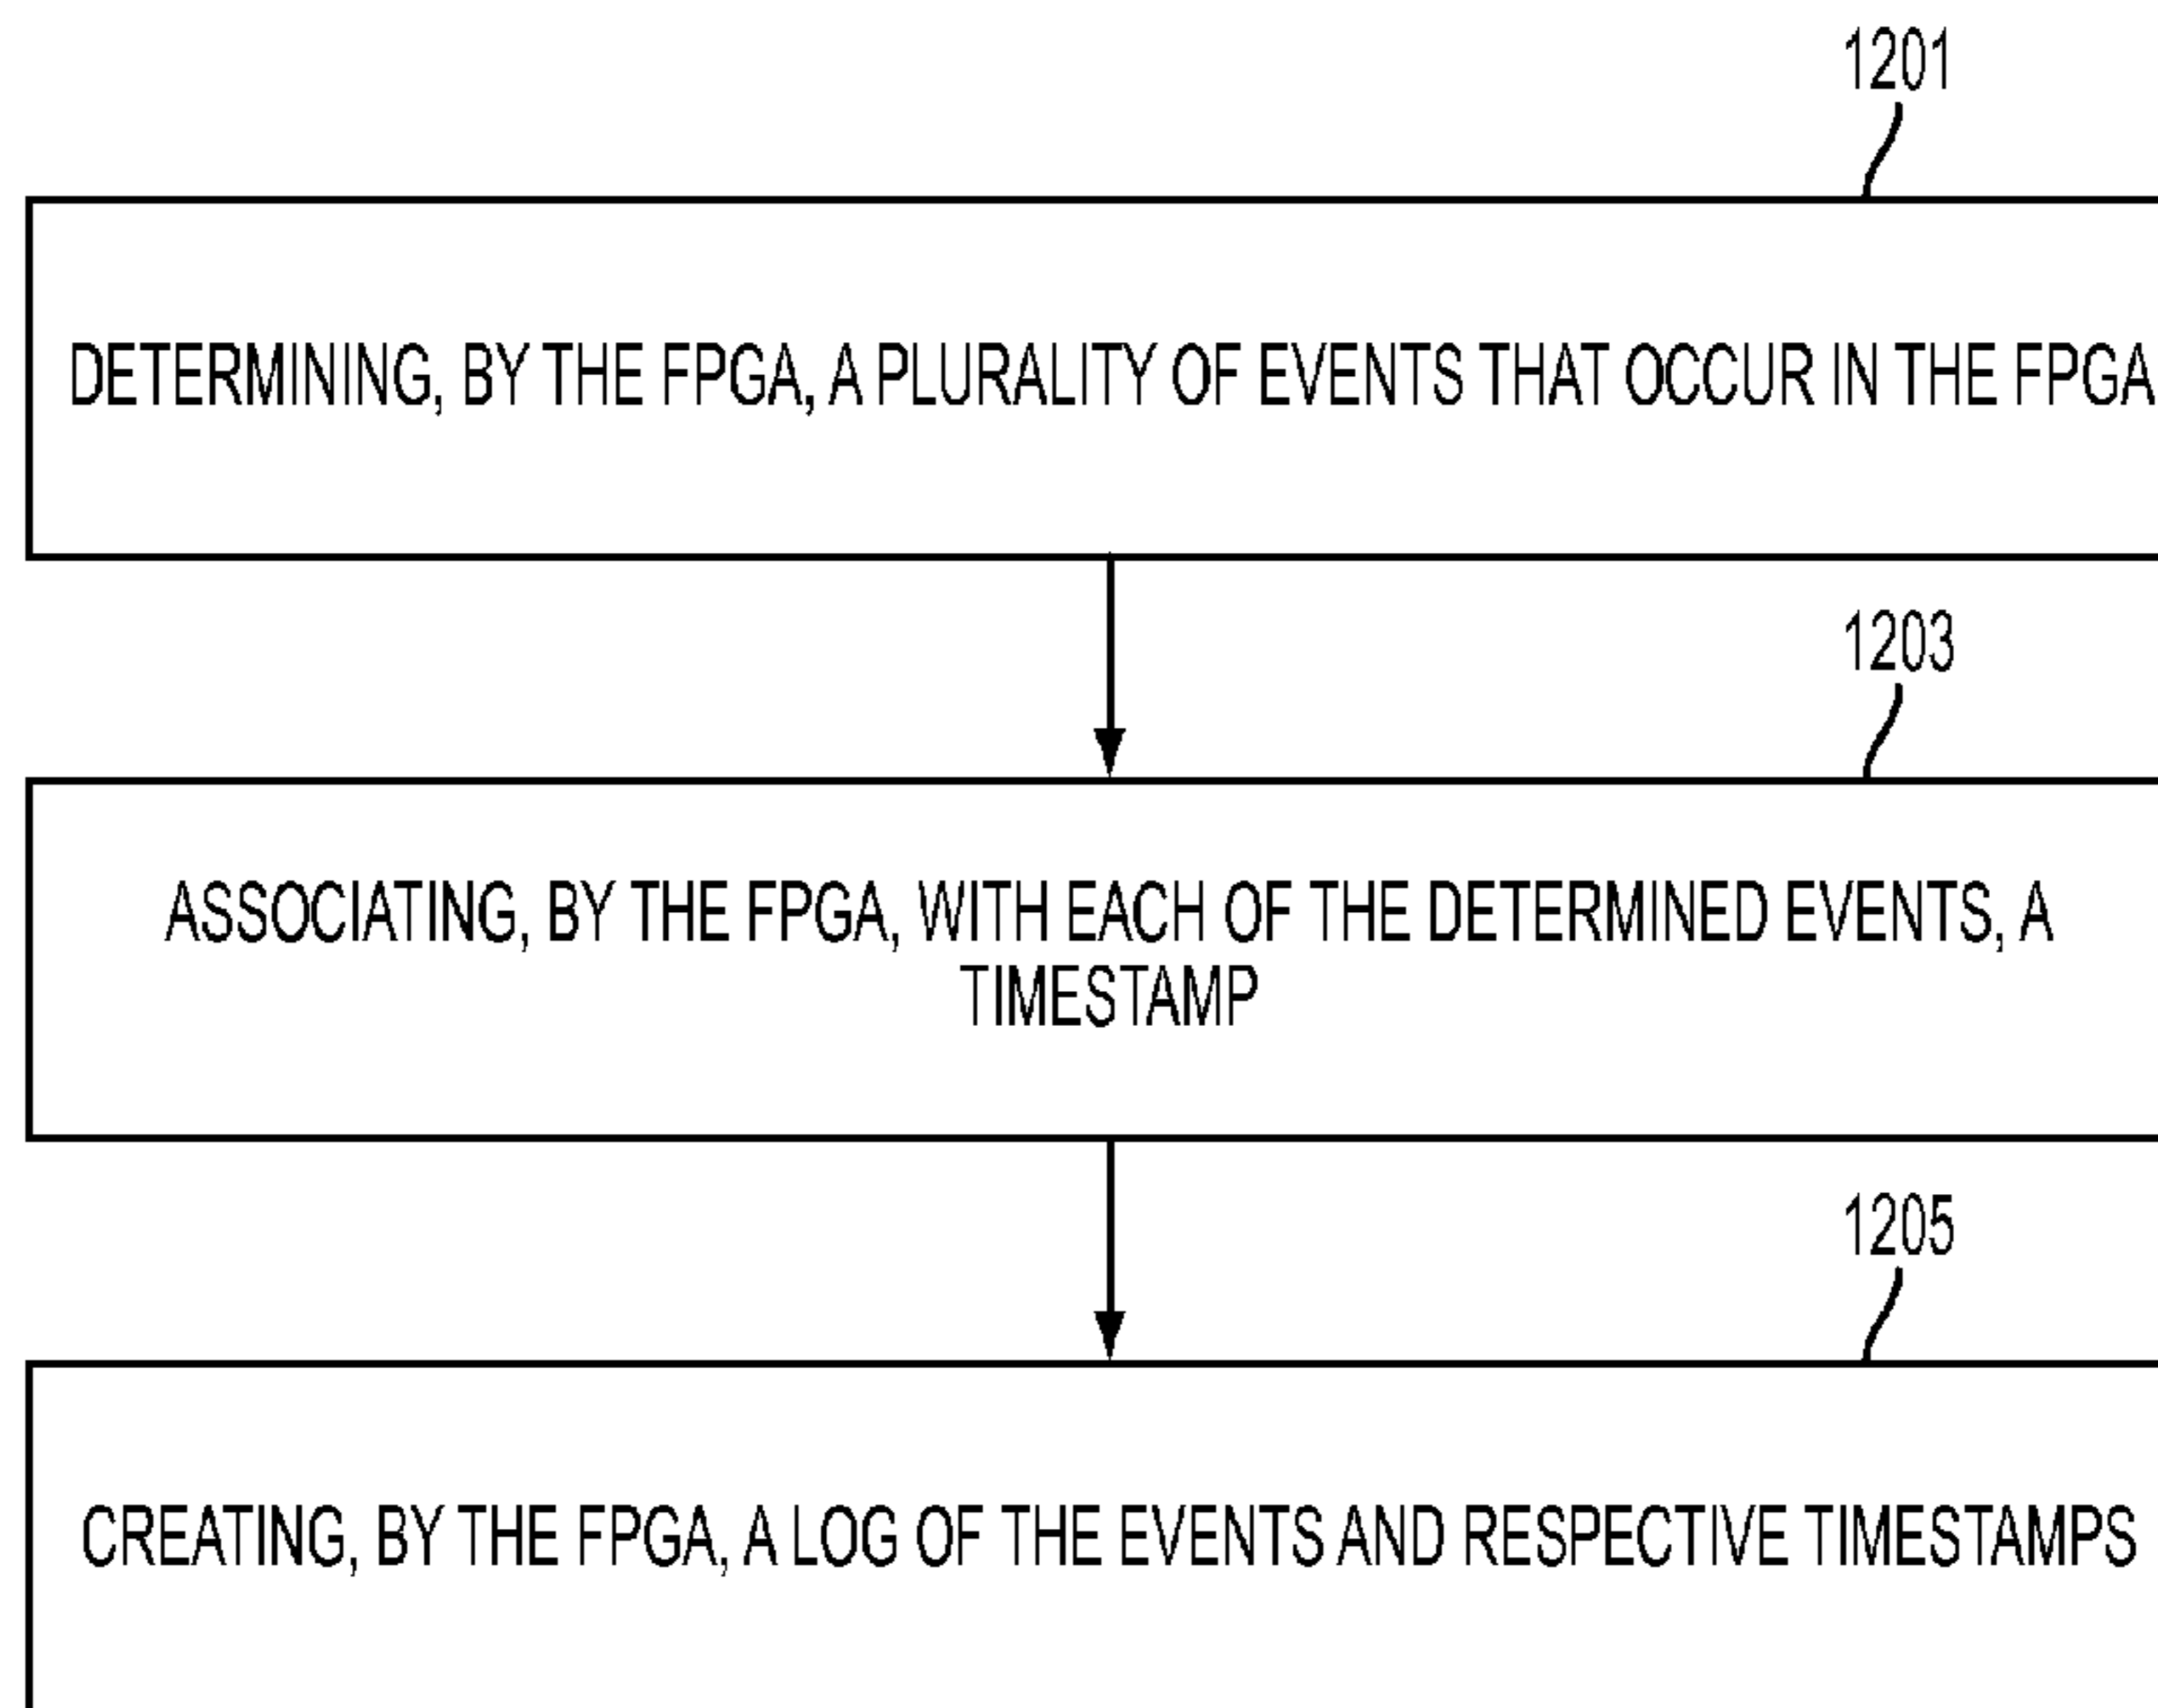 1201
DETERMINING, BY THE FPGA, A PLURALITY OF EVENTS THAT OCCUR IN THE FPGA
1203
ASSOCIATING, BY THE FPGA, WITH EACH OF THE DETERMINED EVENTS, A
TIMESTAMP
1205
CREATING, BY THE FPGA, A LOG OF THE EVENTS AND RESPECTIVE TIMESTAMPS